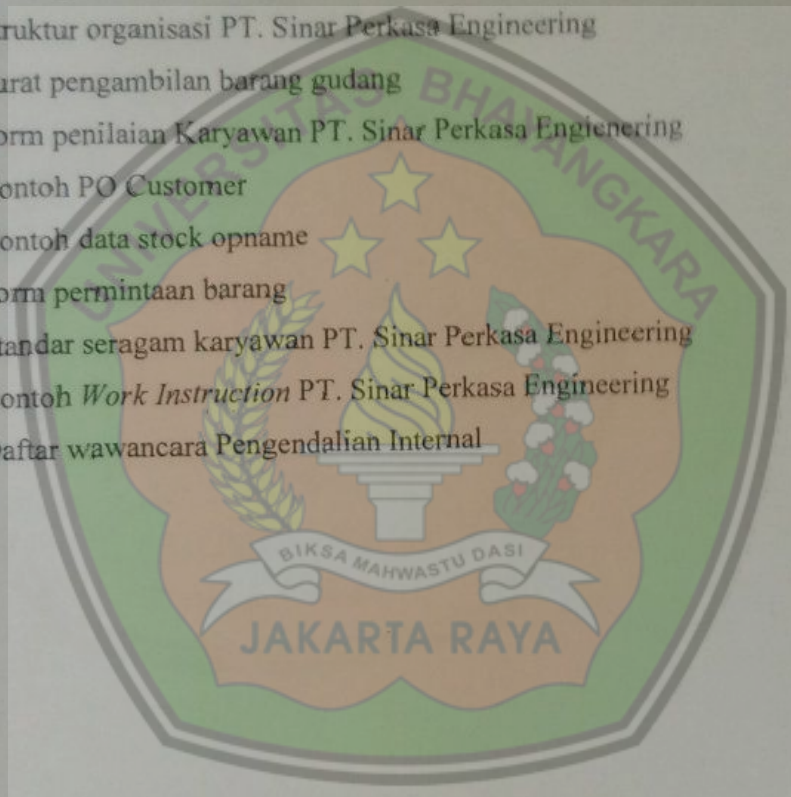 ruktur organisasi PT. Sinar Perkasa Engineering
urat pengambilan barang gudang
orm penilaian Karyawan PT. Sinar Perkasa Engienering
ontoh PO Customer
ontoh data stock opname
orm permintaan barang
tandar seragam karyawan PT. Sinar Perkasa Engineering
ontoh Work Instruction PT. Sinar Perkasa Engineering
aftar wawancara Pengendalian Internal
UNIVERSITAS BHAYANGKARA
BIKSA MAHWASTU DASI
JAKARTA RAYA